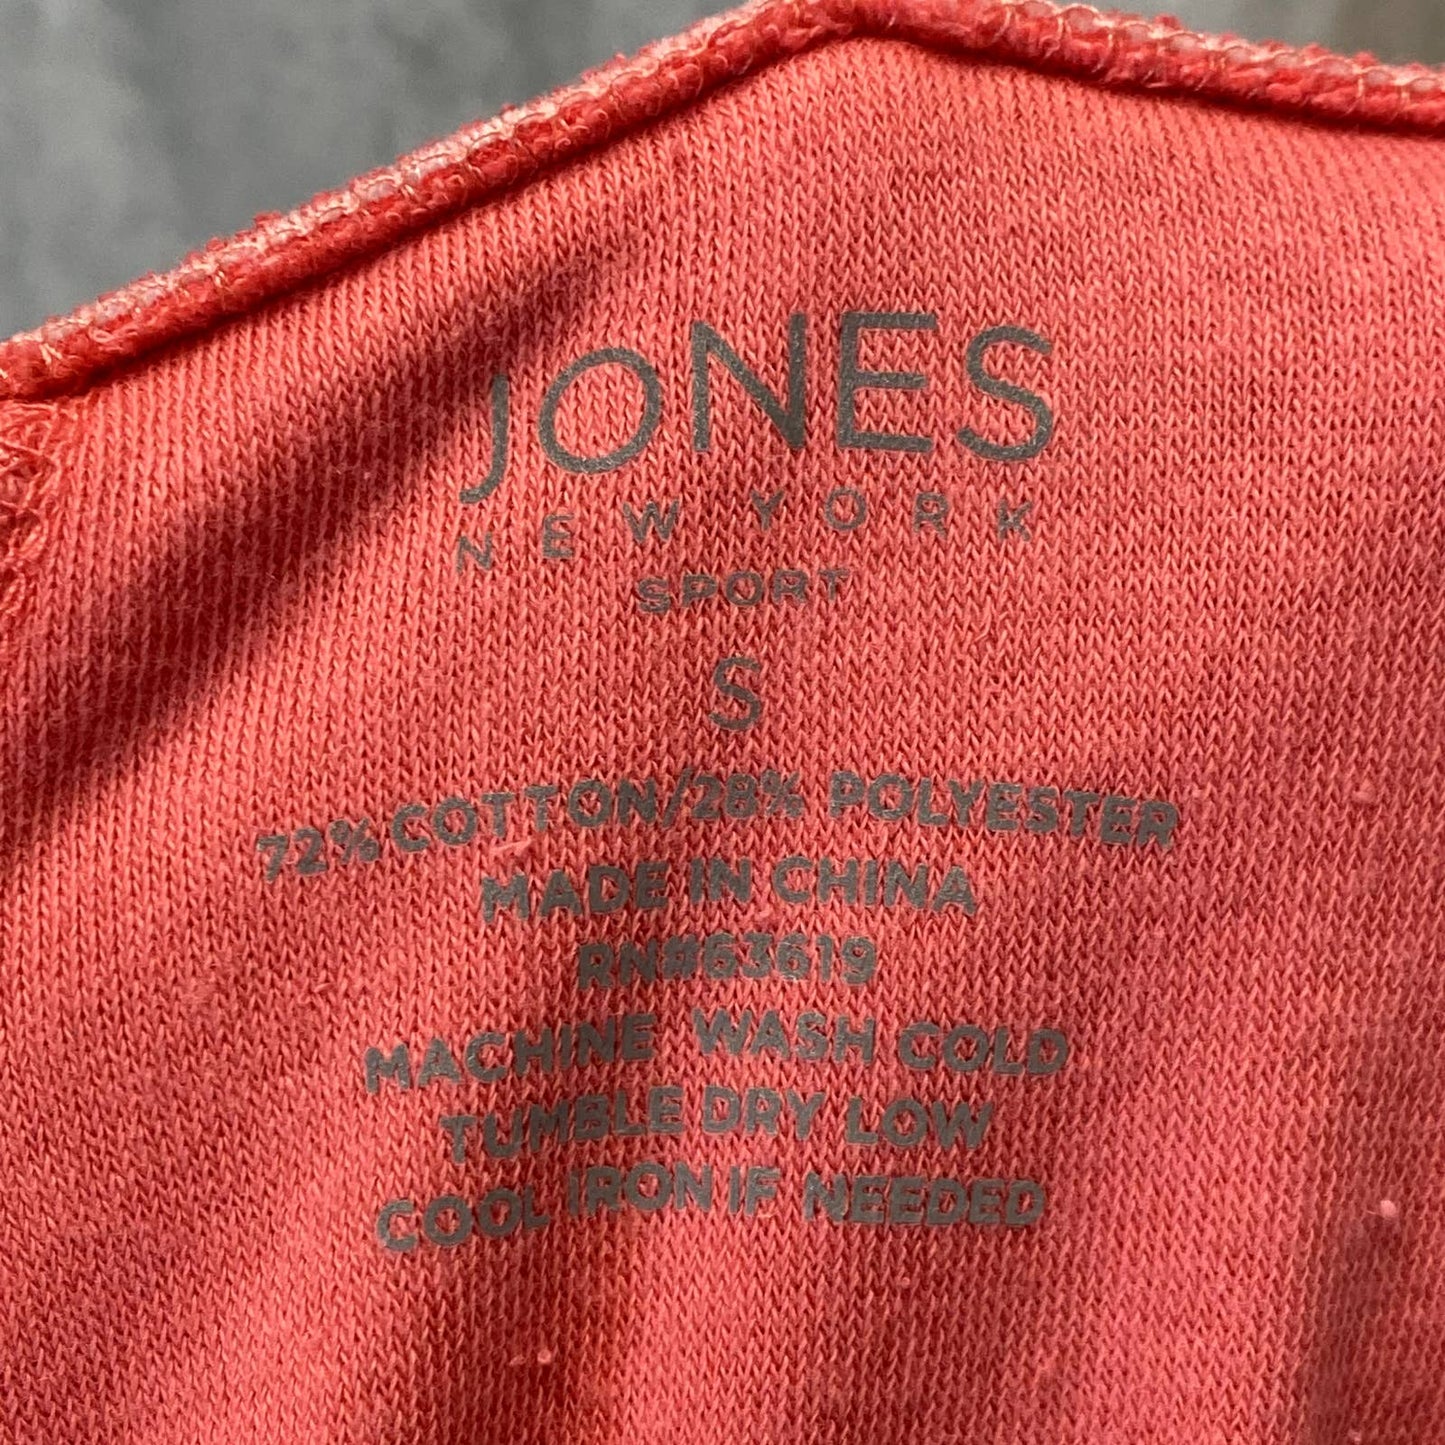 JONES
NEW YORK
SPORT
S
72% COTTON/28% POLYESTER
MADE IN CHINA
RN#63619
MACHINE WASH COLD
TUMBLE DRY LOW
COOL IRON IF NEEDED